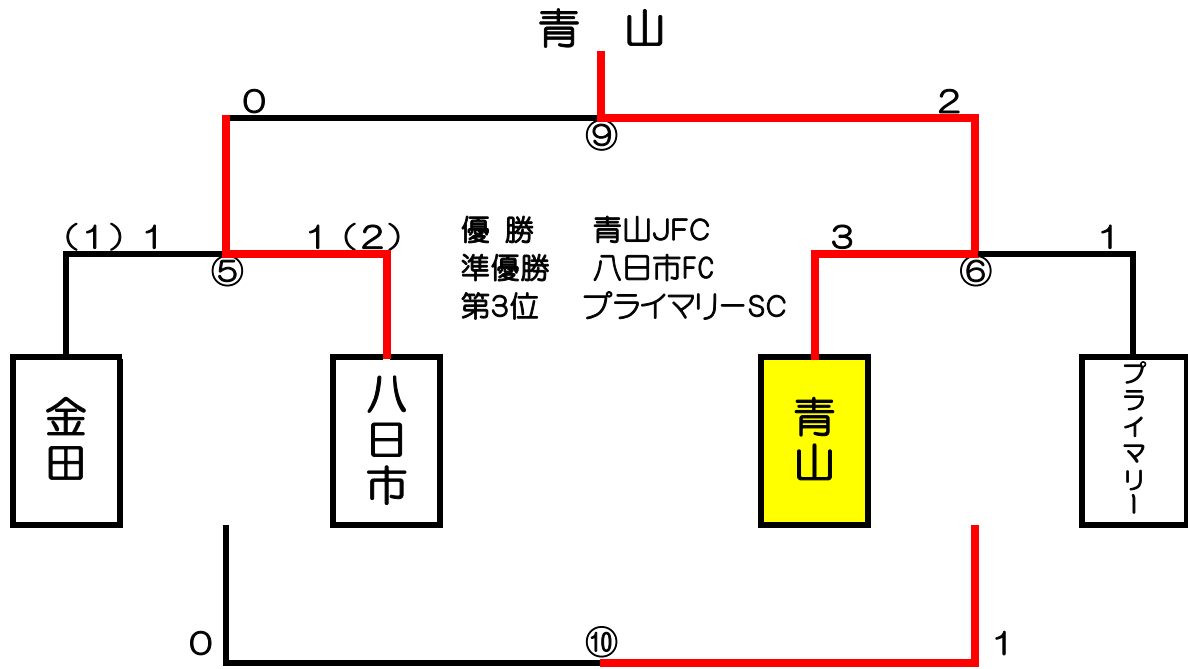 青 山
0 2
⑨
(1) 1 1 (2) 3 1
⑤ ⑥
優 勝 青山JFC
準優勝 八日市FC
第3位 プライマリーSC
金田
八日市
青山
プライマリー
0 ⑩ 1